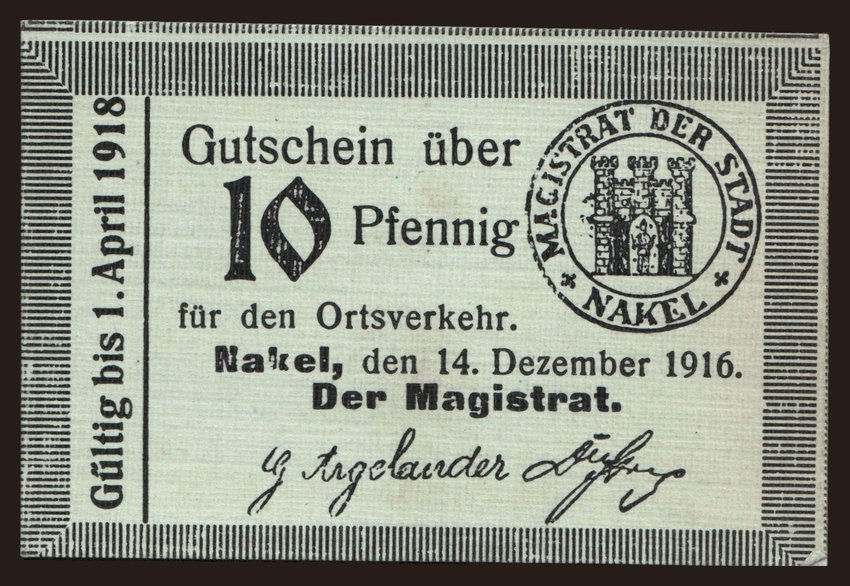 Gültig bis 1. April 1918
Gutschein über
10 Pfennig
für den Ortsverkehr.
Nakel, den 14. Dezember 1916.
Der Magistrat.
Argelander
MAGISTRAT DER STADT
NAKEL